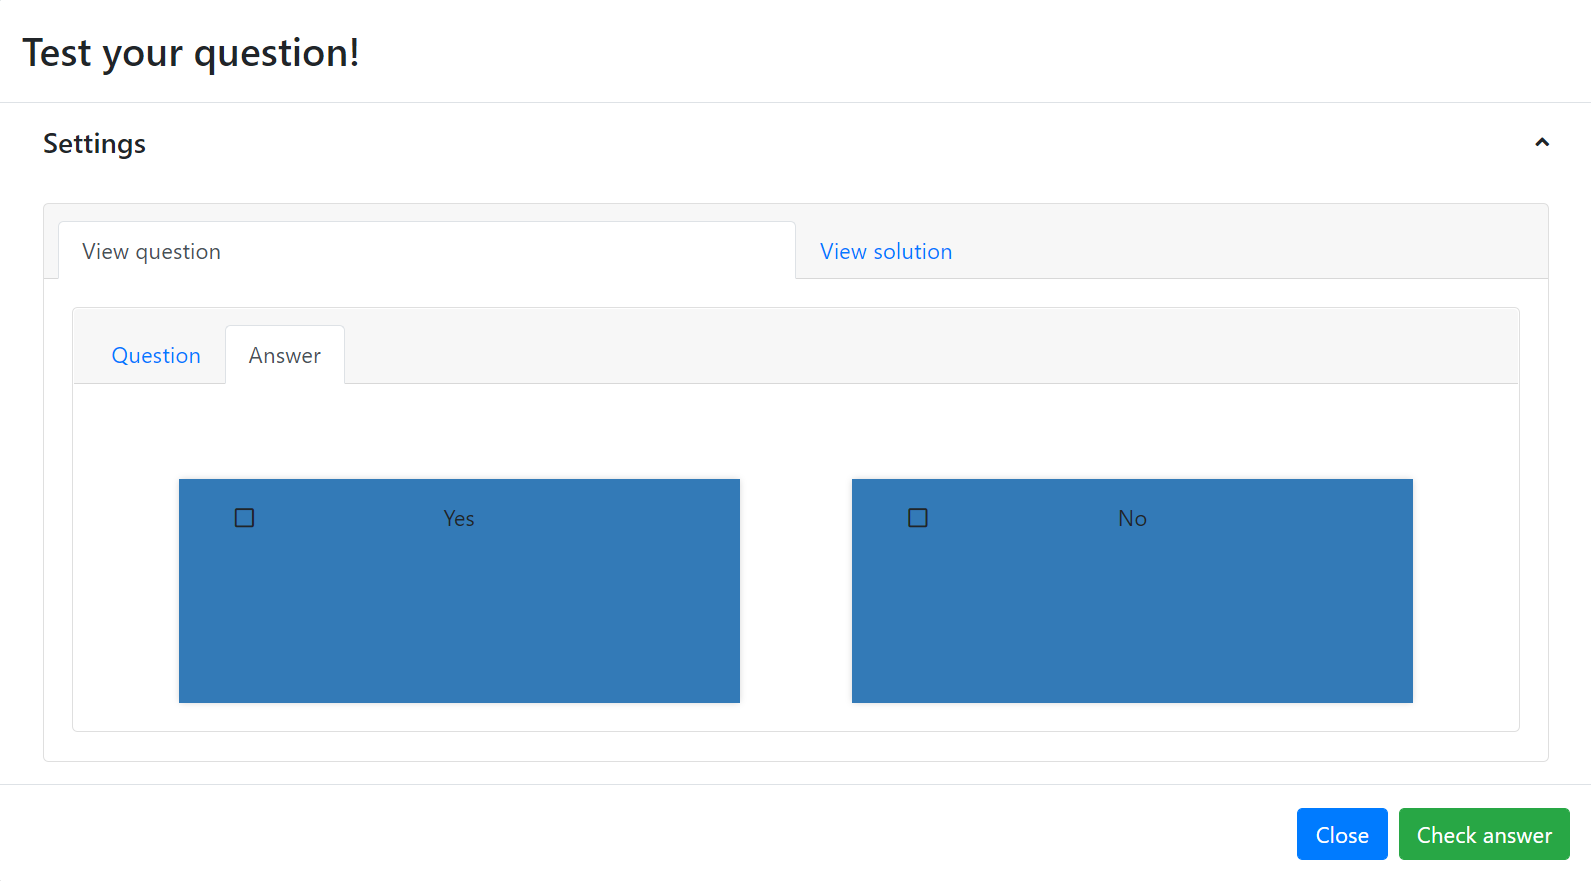 Test your question!
Settings
View question
View solution
Question
Answer
Yes
No
Close
Check answer